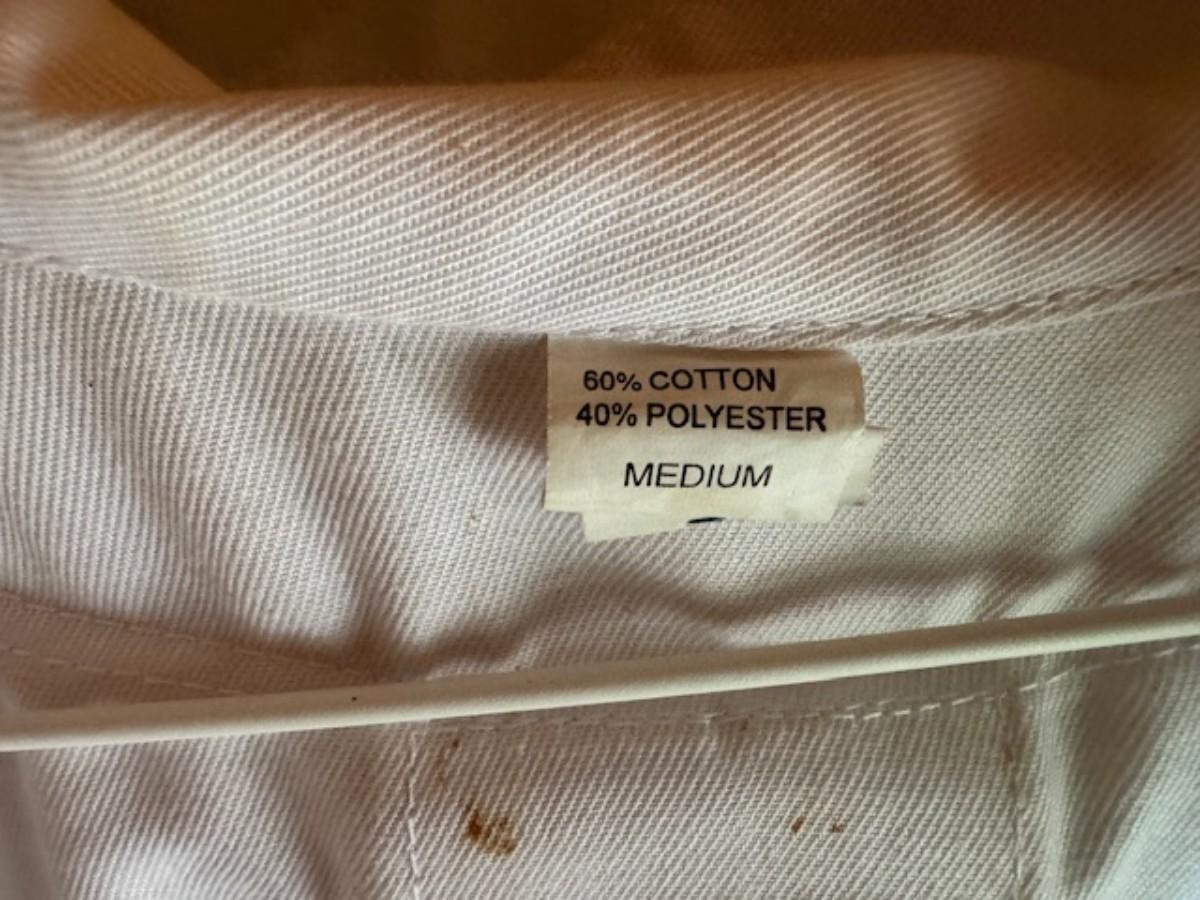 60% COTTON
40% POLYESTER
MEDIUM